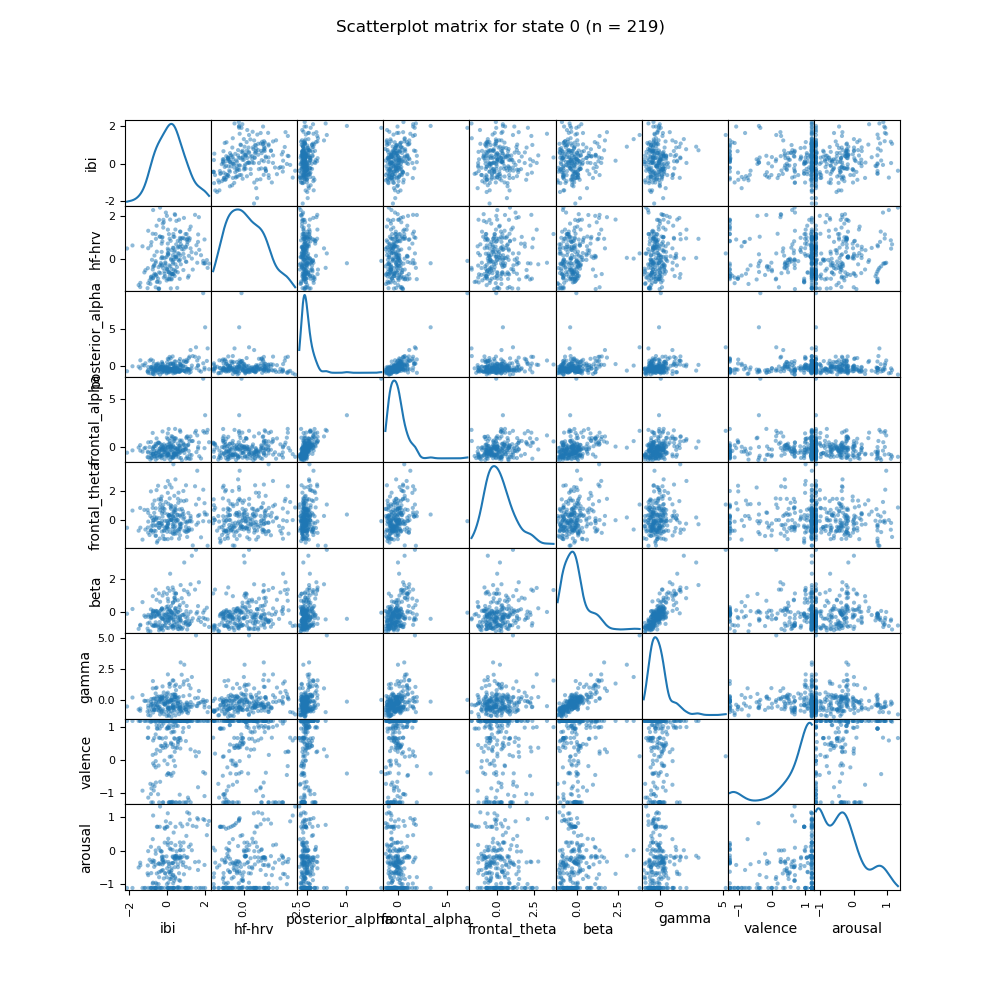 Scatterplot matrix for state 0 (n = 219)
2
0
-2
ibi
2
0
hf-hrv
5
0
posterior_alpha
5
0
frontal_alpha
2
0
frontal_theta
2
0
beta
5.0
2.5
0.0
gamma
1
0
−1
valence
1
0
−1
arousal
−2 0 2 0.0 2.5 0 5 0 5 0.0 2.5 0.0 2.5 0 5 −1 0 1 −1 0 1
ibi hf-hrv posterior_alpha frontal_alpha frontal_theta beta gamma valence arousal